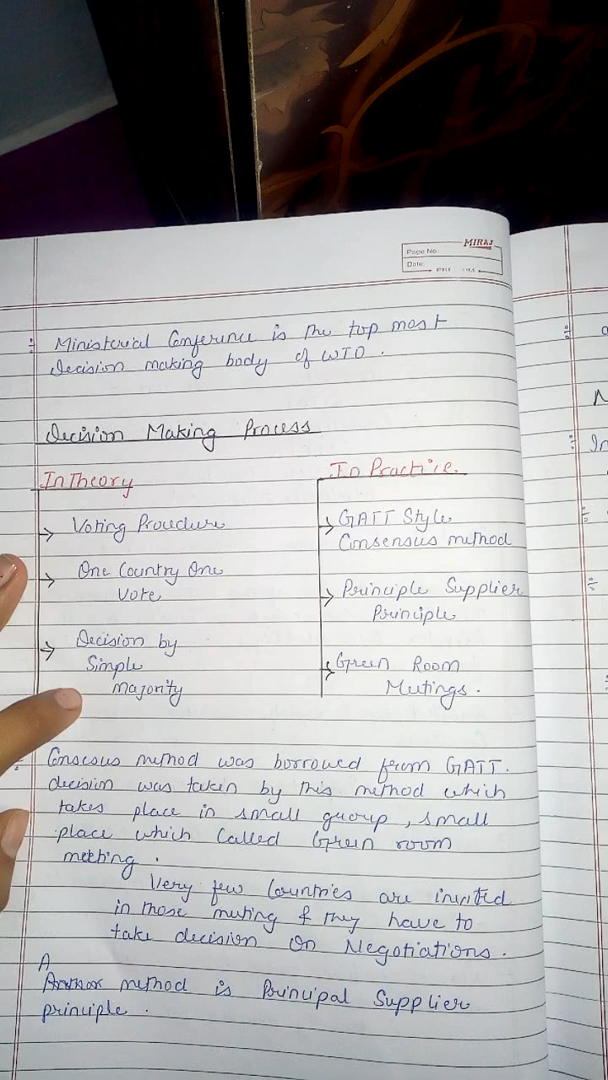 MIRAJ
Page No.
Date:
Ministerial Conference is the top most
decision making body of WTO.
Decision Making Process
In Theory
→ Voting Procedure
→ One Country One
Vote
→ Decision by
Simple
majority
In Practice.
→ GATT Style
Consensus method
→ Principle Supplier
Principle
→ Green Room
Meetings.
Conscous method was borrowed from GATT.
decision was taken by this method which
takes place in small group, small
place which Called Green room
meeting.
Very few Countries are invited
in those meting & they have to
take decision on Negotiations.
A
method is Principal Supplier
principle.
In